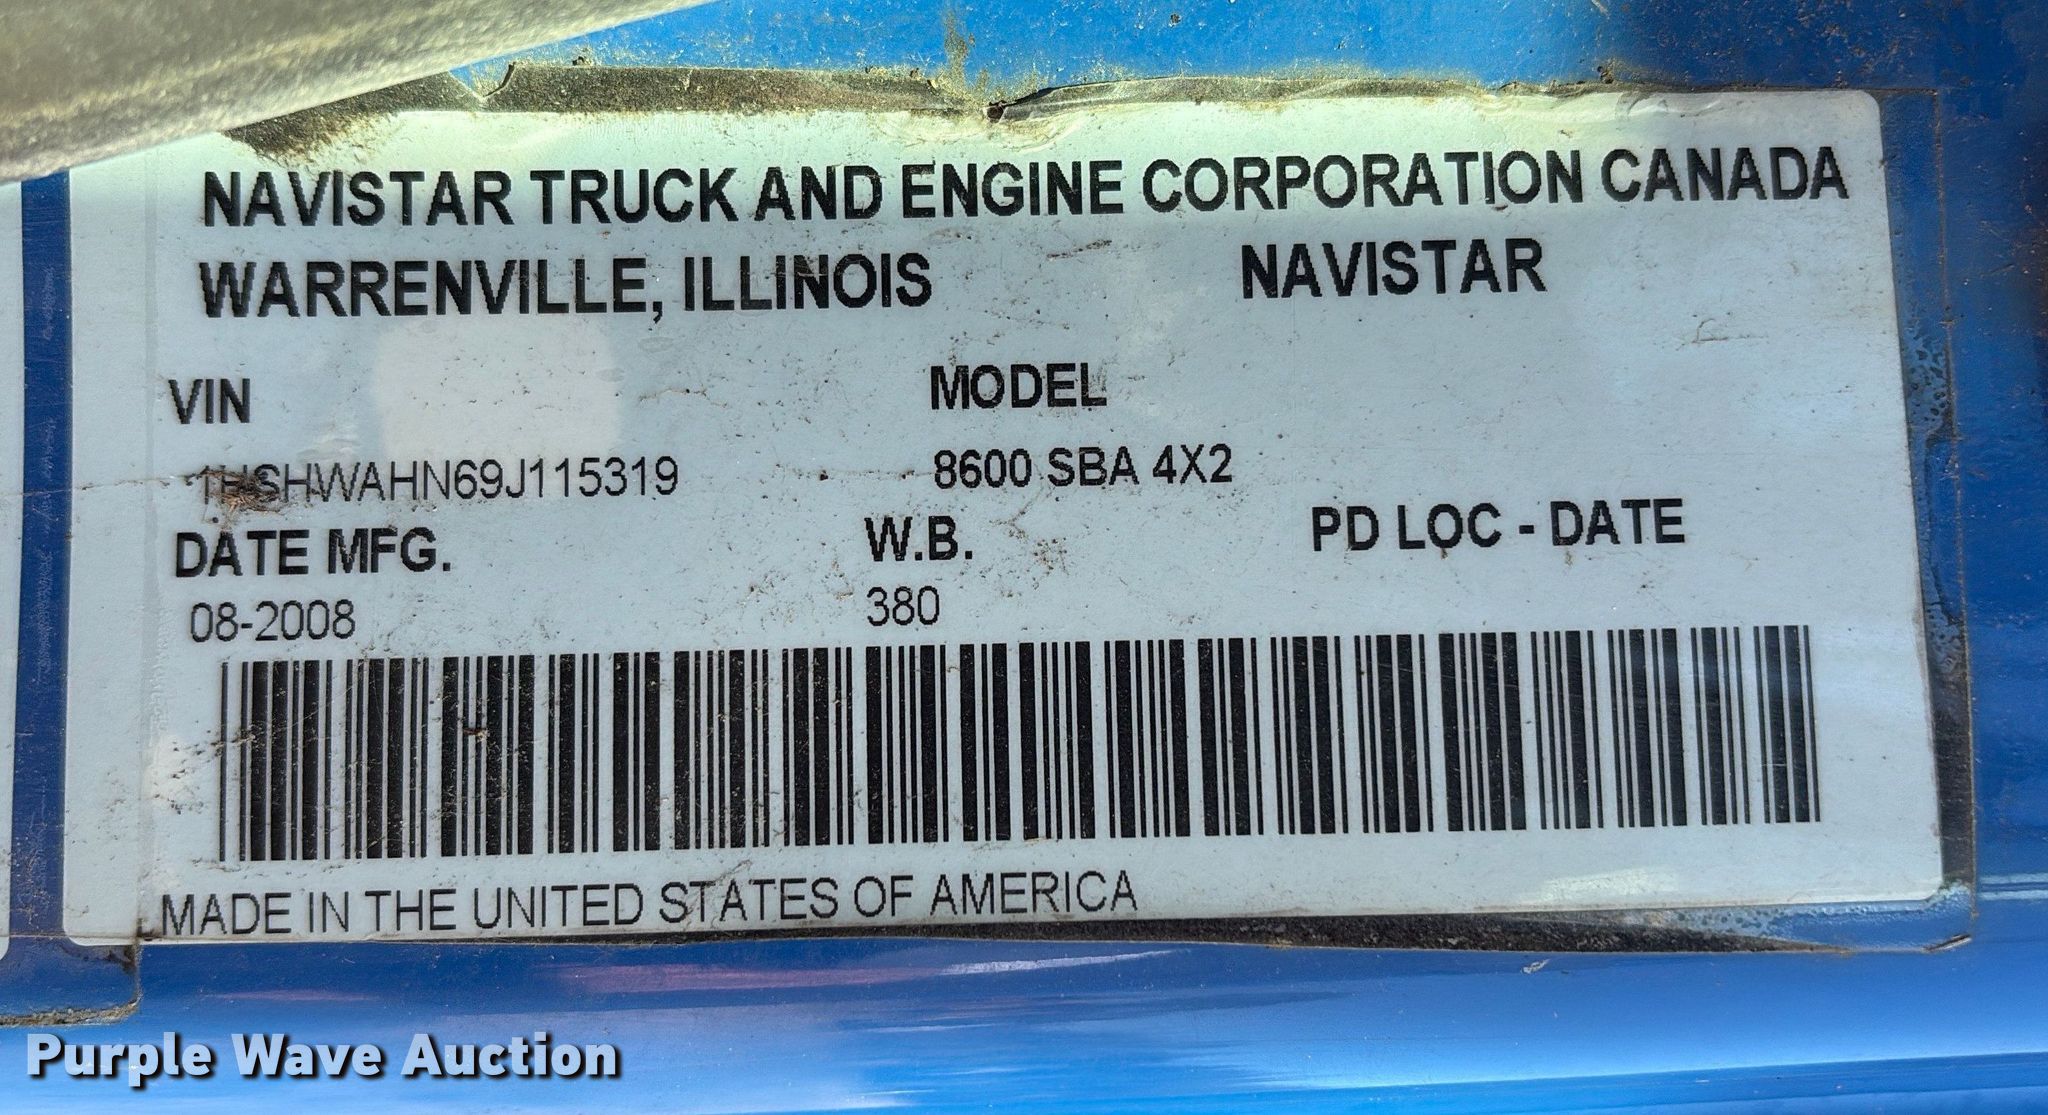 NAVISTAR TRUCK AND ENGINE CORPORATION CANADA
WARRENVILLE, ILLINOIS NAVISTAR
VIN MODEL
1HSHWAHN69J115319 8600 SBA 4X2
DATE MFG. W.B. PD LOC - DATE
08-2008 380
MADE IN THE UNITED STATES OF AMERICA
Purple Wave Auction